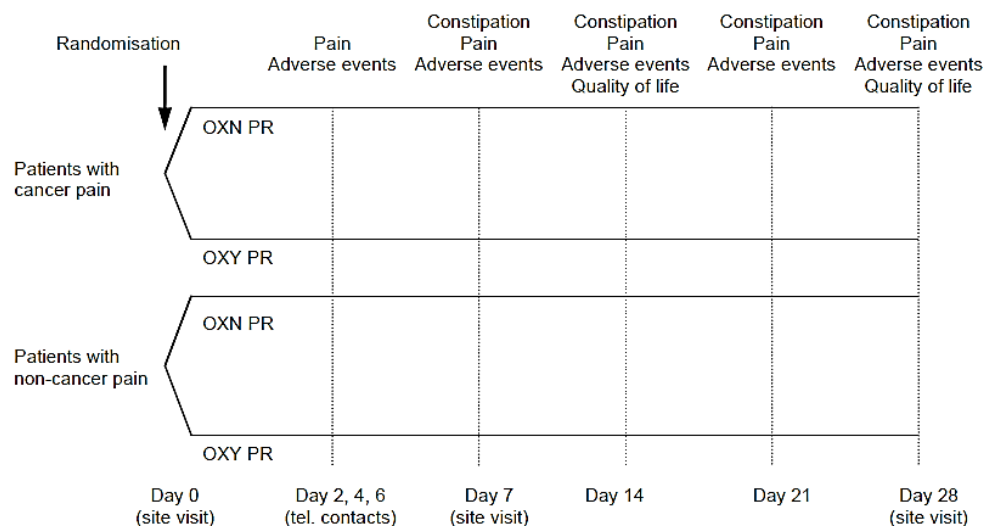 Randomisation
Pain
Adverse events
Constipation
Pain
Adverse events
Constipation
Pain
Adverse events
Quality of life
Constipation
Pain
Adverse events
Constipation
Pain
Adverse events
Quality of life
OXN PR
Patients with
cancer pain
OXY PR
OXN PR
Patients with
non-cancer pain
OXY PR
Day 0
(site visit)
Day 2, 4, 6
(tel. contacts)
Day 7
(site visit)
Day 14
Day 21
Day 28
(site visit)